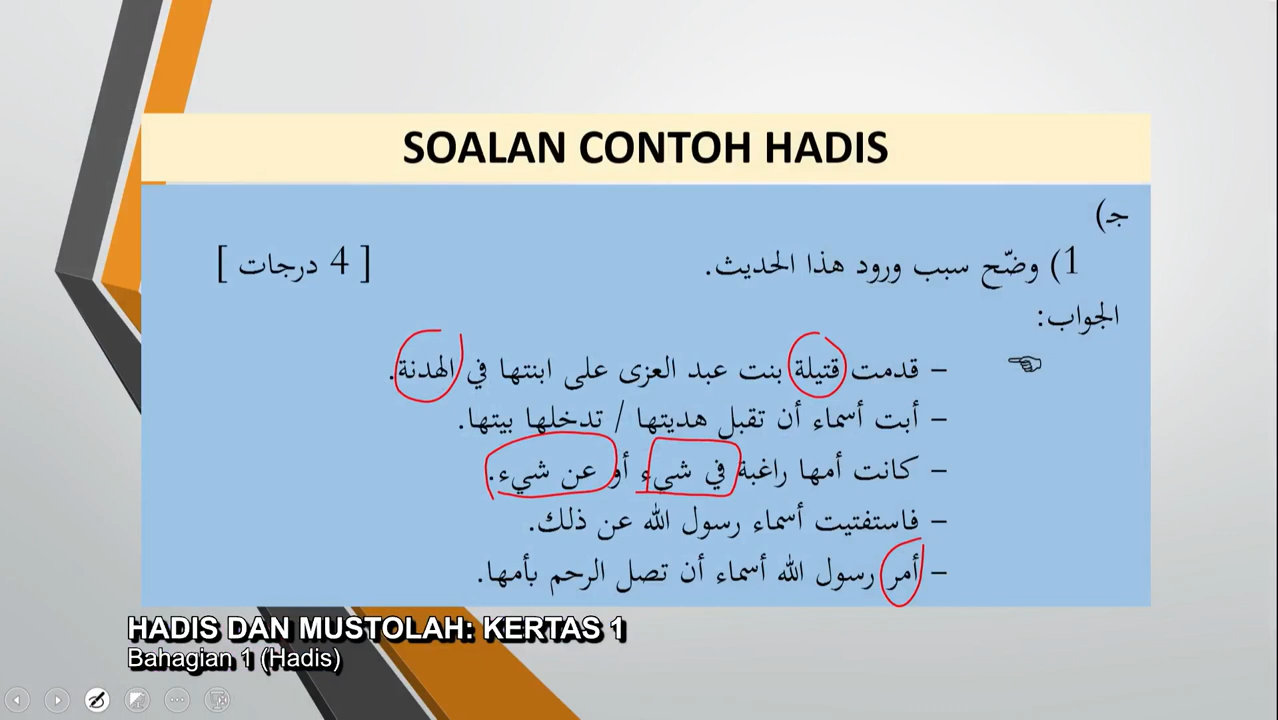 SOALAN CONTOH HADIS
جـ)
1) وضّح سبب ورود هذا الحديث. [ 4 درجات ]
الجواب:
– قدمت قتيلة بنت عبد العزى على ابنتها في الهدنة.
– أبت أسماء أن تقبل هديتها / تدخلها بيتها.
– كانت أمها راغبة في شيء أو عن شيء.
– فاستفتيت أسماء رسول الله عن ذلك.
– أمر رسول الله أسماء أن تصل الرحم بأمها.
HADIS DAN MUSTOLAH: KERTAS 1
Bahagian 1 (Hadis)